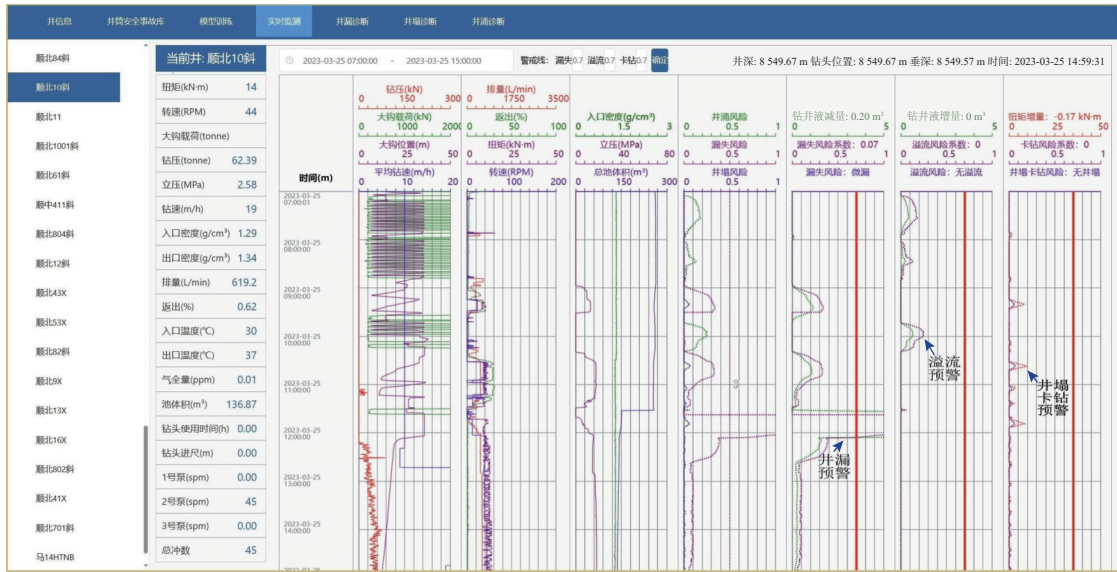 井信息 井筒安全事故库 模型训练 实时监测 井漏诊断 井塌诊断 井涌诊断
顺北84斜
顺北10斜
顺北11
顺北1001斜
顺北61斜
顺中411斜
顺北804斜
顺北12斜
顺北43X
顺北53X
顺北82斜
顺北9X
顺北13X
顺北16X
顺北802斜
顺北41X
顺北701斜
马14HTNB
当前井: 顺北10斜
扭矩(kN·m) 14
转速(RPM) 44
大钩载荷(tonne)
钻压(tonne) 62.39
立压(MPa) 2.58
钻速(m/h) 19
入口密度(g/cm³) 1.29
出口密度(g/cm³) 1.34
排量(L/min) 619.2
返出(%) 0.62
入口温度(℃) 30
出口温度(℃) 37
气全量(ppm) 0.01
池体积(m³) 136.87
钻头使用时间(h) 0.00
钻头进尺(m) 0.00
1号泵(spm) 0.00
2号泵(spm) 45
3号泵(spm) 0.00
总冲数 45
2023-03-25 07:00:00 - 2023-03-25 15:00:00 警戒线: 漏失0.7 溢流0.7 卡钻0.7 确定
井深: 8 549.67 m 钻头位置: 8 549.67 m 垂深: 8 549.57 m 时间: 2023-03-25 14:59:31
钻压(kN) 排量(L/min)
0 150 300 0 1750 3500
大钩载荷(kN) 返出(%) 入口密度(g/cm³) 井涌风险 钻井液减量: 0.20 m³ 钻井液增量: 0 m³ 扭矩增量: -0.17 kN·m
0 1000 2000 0 50 100 0 1.5 3 0 0.5 1 0 5 0 5 0 25 50
大钩位置(m) 扭矩(kN·m) 立压(MPa) 漏失风险 漏失风险系数: 0.07 溢流风险系数: 0 卡钻风险系数: 0
0 25 50 0 25 50 0 40 80 0 0.5 1 0 0.5 1 0 0.5 1 0 0.5 1
时间(m) 平均钻速(m/h) 转速(RPM) 总池体积(m³) 井塌风险 漏失风险: 微漏 溢流风险: 无溢流 井塌卡钻风险: 无井塌
0 10 20 0 100 200 0 150 300 0 0.5 1
2023-03-25
07:00:01
2023-03-25
08:00:00
2023-03-25
09:00:00
2023-03-25
10:00:00
2023-03-25
11:00:00
2023-03-25
12:00:00
2023-03-25
13:00:00
2023-03-25
14:00:00
0.5
溢流
预警
井塌
卡钻
预警
井漏
预警